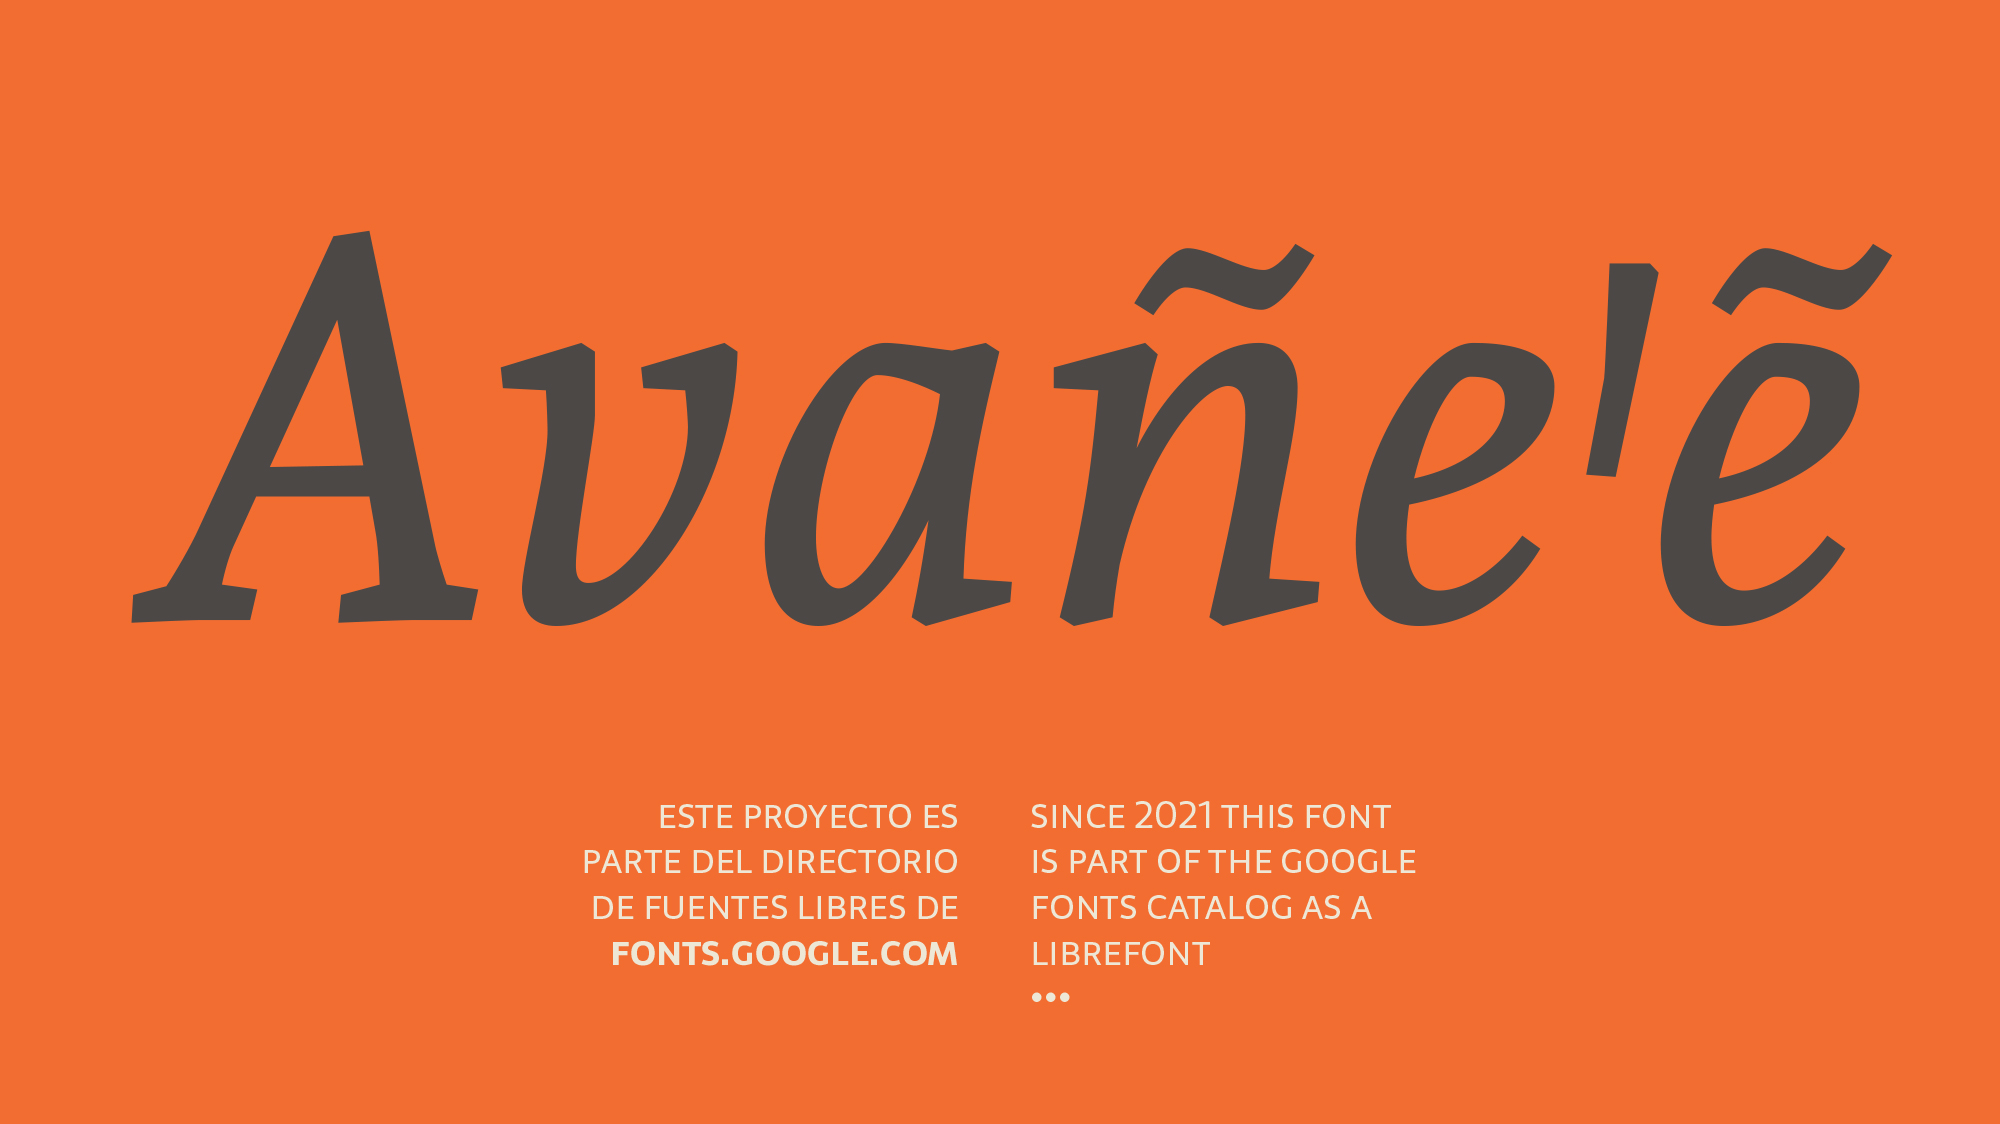 Avañe'ẽ
ESTE PROYECTO ES
PARTE DEL DIRECTORIO
DE FUENTES LIBRES DE
FONTS.GOOGLE.COM
SINCE 2021 THIS FONT
IS PART OF THE GOOGLE
FONTS CATALOG AS A
LIBREFONT
•••